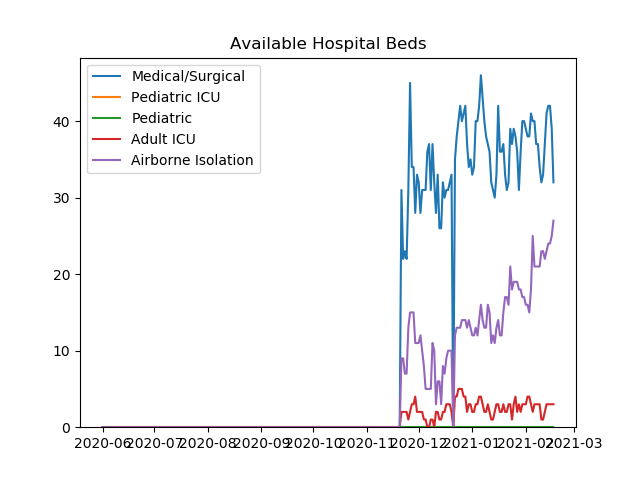 Available Hospital Beds
Medical/Surgical
Pediatric ICU
Pediatric
Adult ICU
Airborne Isolation
40
30
20
10
0
2020-06 2020-07 2020-08 2020-09 2020-10 2020-11 2020-12 2021-01 2021-02 2021-03